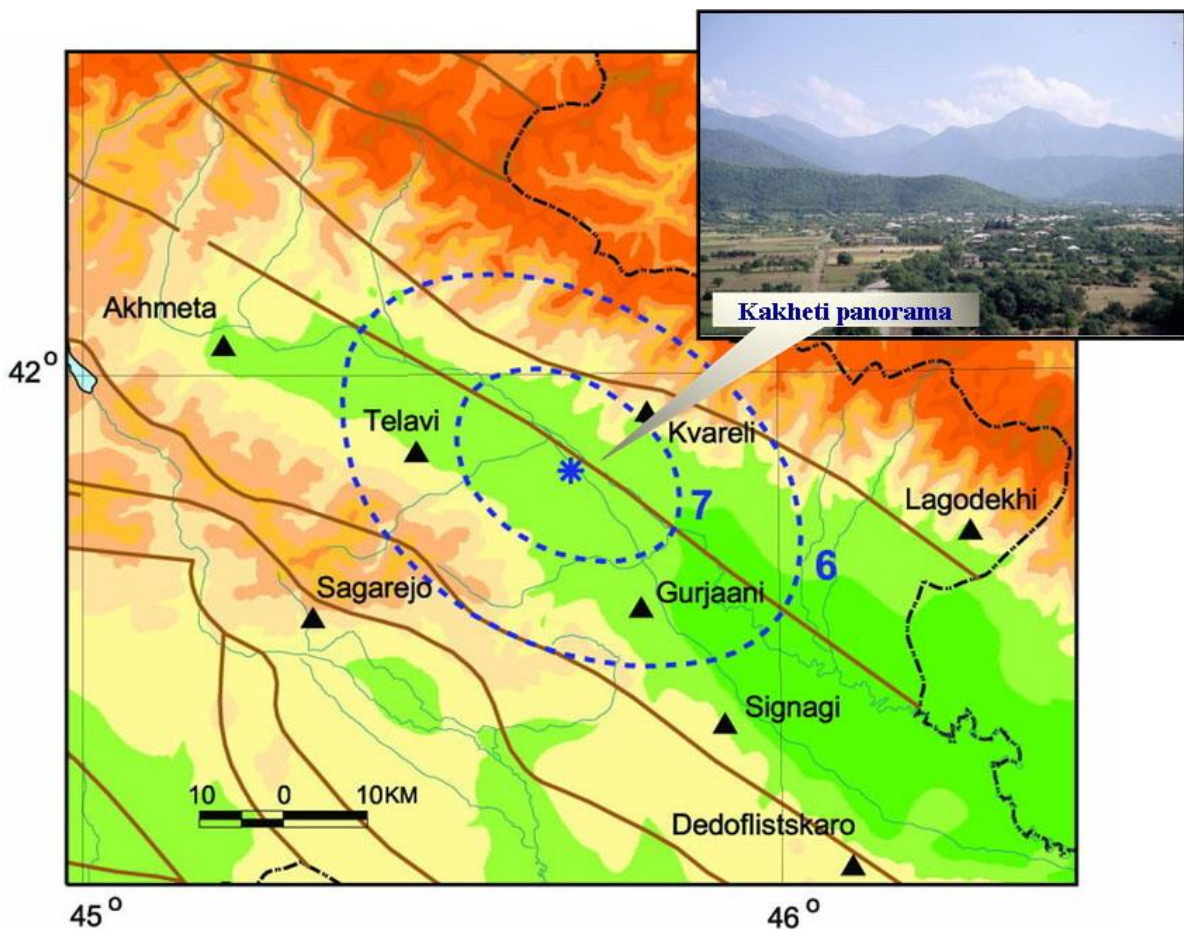 Kakheti panorama
Akhmeta
42 o
Telavi
Kvareli
Lagodekhi
7
6
Sagarejo
Gurjaani
Signagi
10 0 10KM
Dedoflistskaro
45 o
46 o